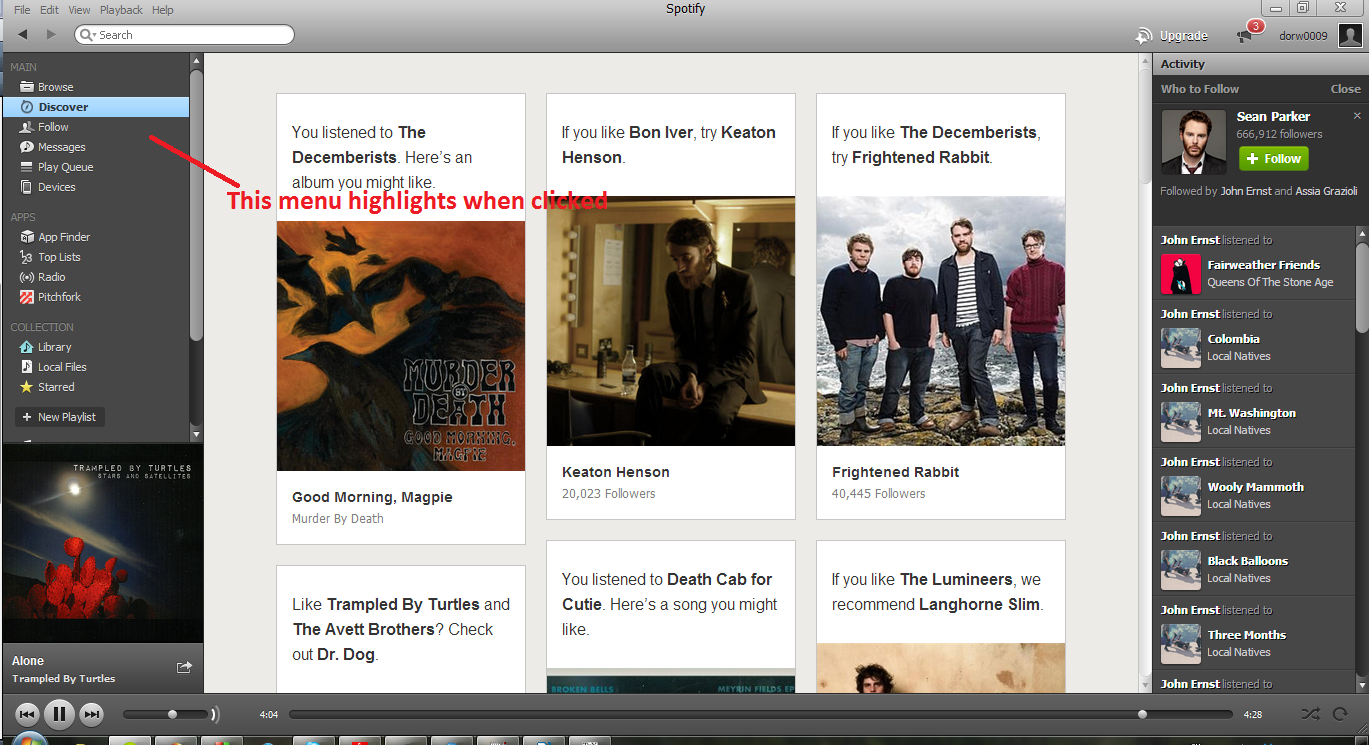 File Edit View Playback Help
Spotify
Search
Upgrade
3
dorw0009
MAIN
Browse
Discover
Follow
Messages
Play Queue
Devices
APPS
App Finder
Top Lists
Radio
Pitchfork
COLLECTION
Library
Local Files
Starred
+ New Playlist
TRAMPLED BY TURTLES
STARS AND SATELLITES
Alone
Trampled By Turtles
This menu highlights when clicked
You listened to The
Decemberists. Here's an
album you might like.
MURDER
BY
DEATH
GOOD MORNING,
MAGPIE
Good Morning, Magpie
Murder By Death
Like Trampled By Turtles and
The Avett Brothers? Check
out Dr. Dog.
If you like Bon Iver, try Keaton
Henson.
Keaton Henson
20,023 Followers
You listened to Death Cab for
Cutie. Here's a song you might
like.
BROKEN BELLS
MEYRIN FIELDS EP
If you like The Decemberists,
try Frightened Rabbit.
Frightened Rabbit
40,445 Followers
If you like The Lumineers, we
recommend Langhorne Slim.
Activity
Who to Follow Close
Sean Parker
666,912 followers
+ Follow
Followed by John Ernst and Assia Grazioli
John Ernst listened to
Fairweather Friends
Queens Of The Stone Age
John Ernst listened to
Colombia
Local Natives
John Ernst listened to
Mt. Washington
Local Natives
John Ernst listened to
Wooly Mammoth
Local Natives
John Ernst listened to
Black Balloons
Local Natives
John Ernst listened to
Three Months
Local Natives
John Ernst listened to
4:04
4:28